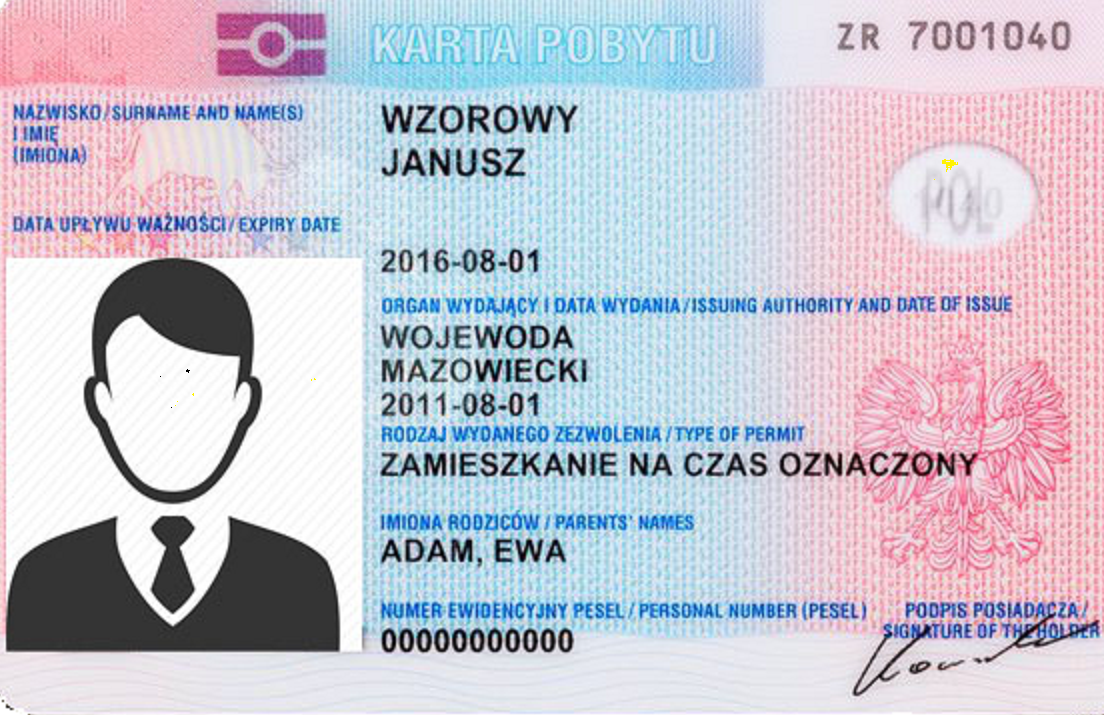 KARTA POBYTU
ZR 7001040
NAZWISKO/SURNAME AND NAME(S)
I IMIĘ
(IMIONA)
WZOROWY
JANUSZ
DATA UPŁYWU WAŻNOŚCI/EXPIRY DATE
2016-08-01
ORGAN WYDAJĄCY I DATA WYDANIA/ISSUING AUTHORITY AND DATE OF ISSUE
WOJEWODA
MAZOWIECKI
2011-08-01
RODZAJ WYDANEGO ZEZWOLENIA/TYPE OF PERMIT
ZAMIESZKANIE NA CZAS OZNACZONY
IMIONA RODZICÓW / PARENTS' NAMES
ADAM, EWA
NUMER EWIDENCYJNY PESEL / PERSONAL NUMBER (PESEL)
00000000000
PODPIS POSIADACZA/
SIGNATURE OF THE HOLDER